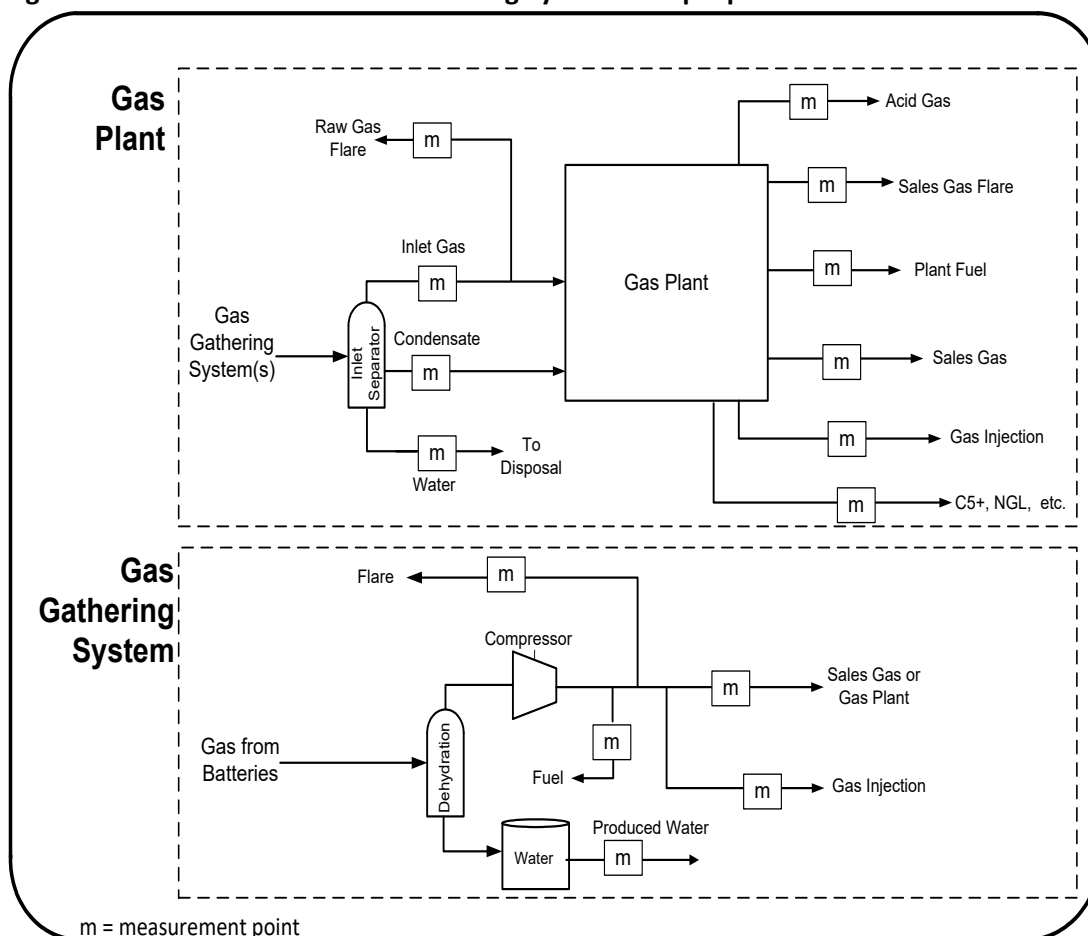 Gas
Plant
Acid Gas
m
Raw Gas
Flare
m
m
Sales Gas Flare
Inlet Gas
m
Gas Plant
m
Plant Fuel
Gas
Gathering
System(s)
Inlet
Separator
Condensate
m
m
Sales Gas
m
Water
To
Disposal
m
Gas Injection
m
C5+, NGL, etc.
Gas
Gathering
System
Flare
m
Compressor
m
Sales Gas or
Gas Plant
Gas from
Batteries
Dehydration
m
Fuel
m
Gas Injection
Water
Produced Water
m
m = measurement point